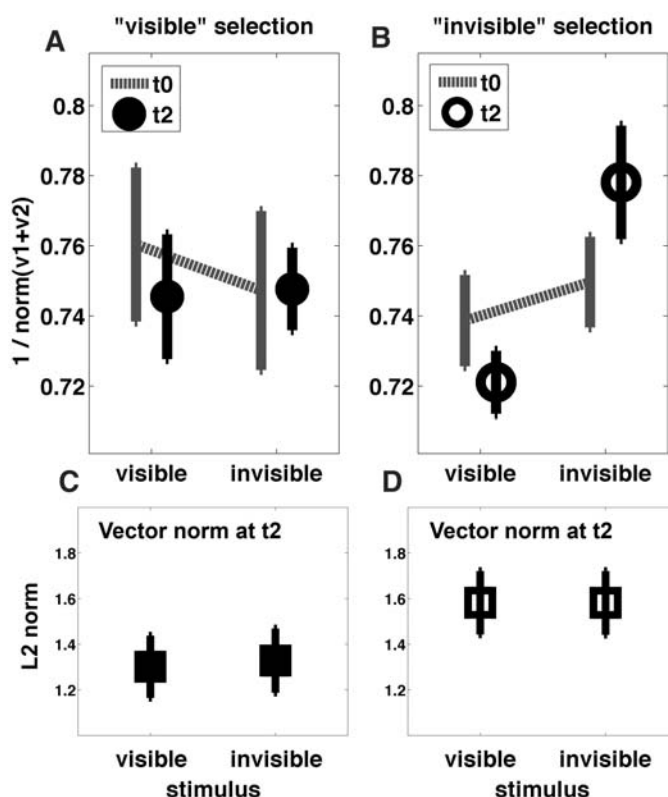 A "visible" selection
B "invisible" selection
t0
t2
t0
t2
1 / norm(v1+v2)
0.8
0.78
0.76
0.74
0.72
0.8
0.78
0.76
0.74
0.72
visible invisible
visible invisible
C
Vector norm at t2
D
Vector norm at t2
L2 norm
1.8
1.6
1.4
1.2
1.8
1.6
1.4
1.2
visible invisible
stimulus
visible invisible
stimulus